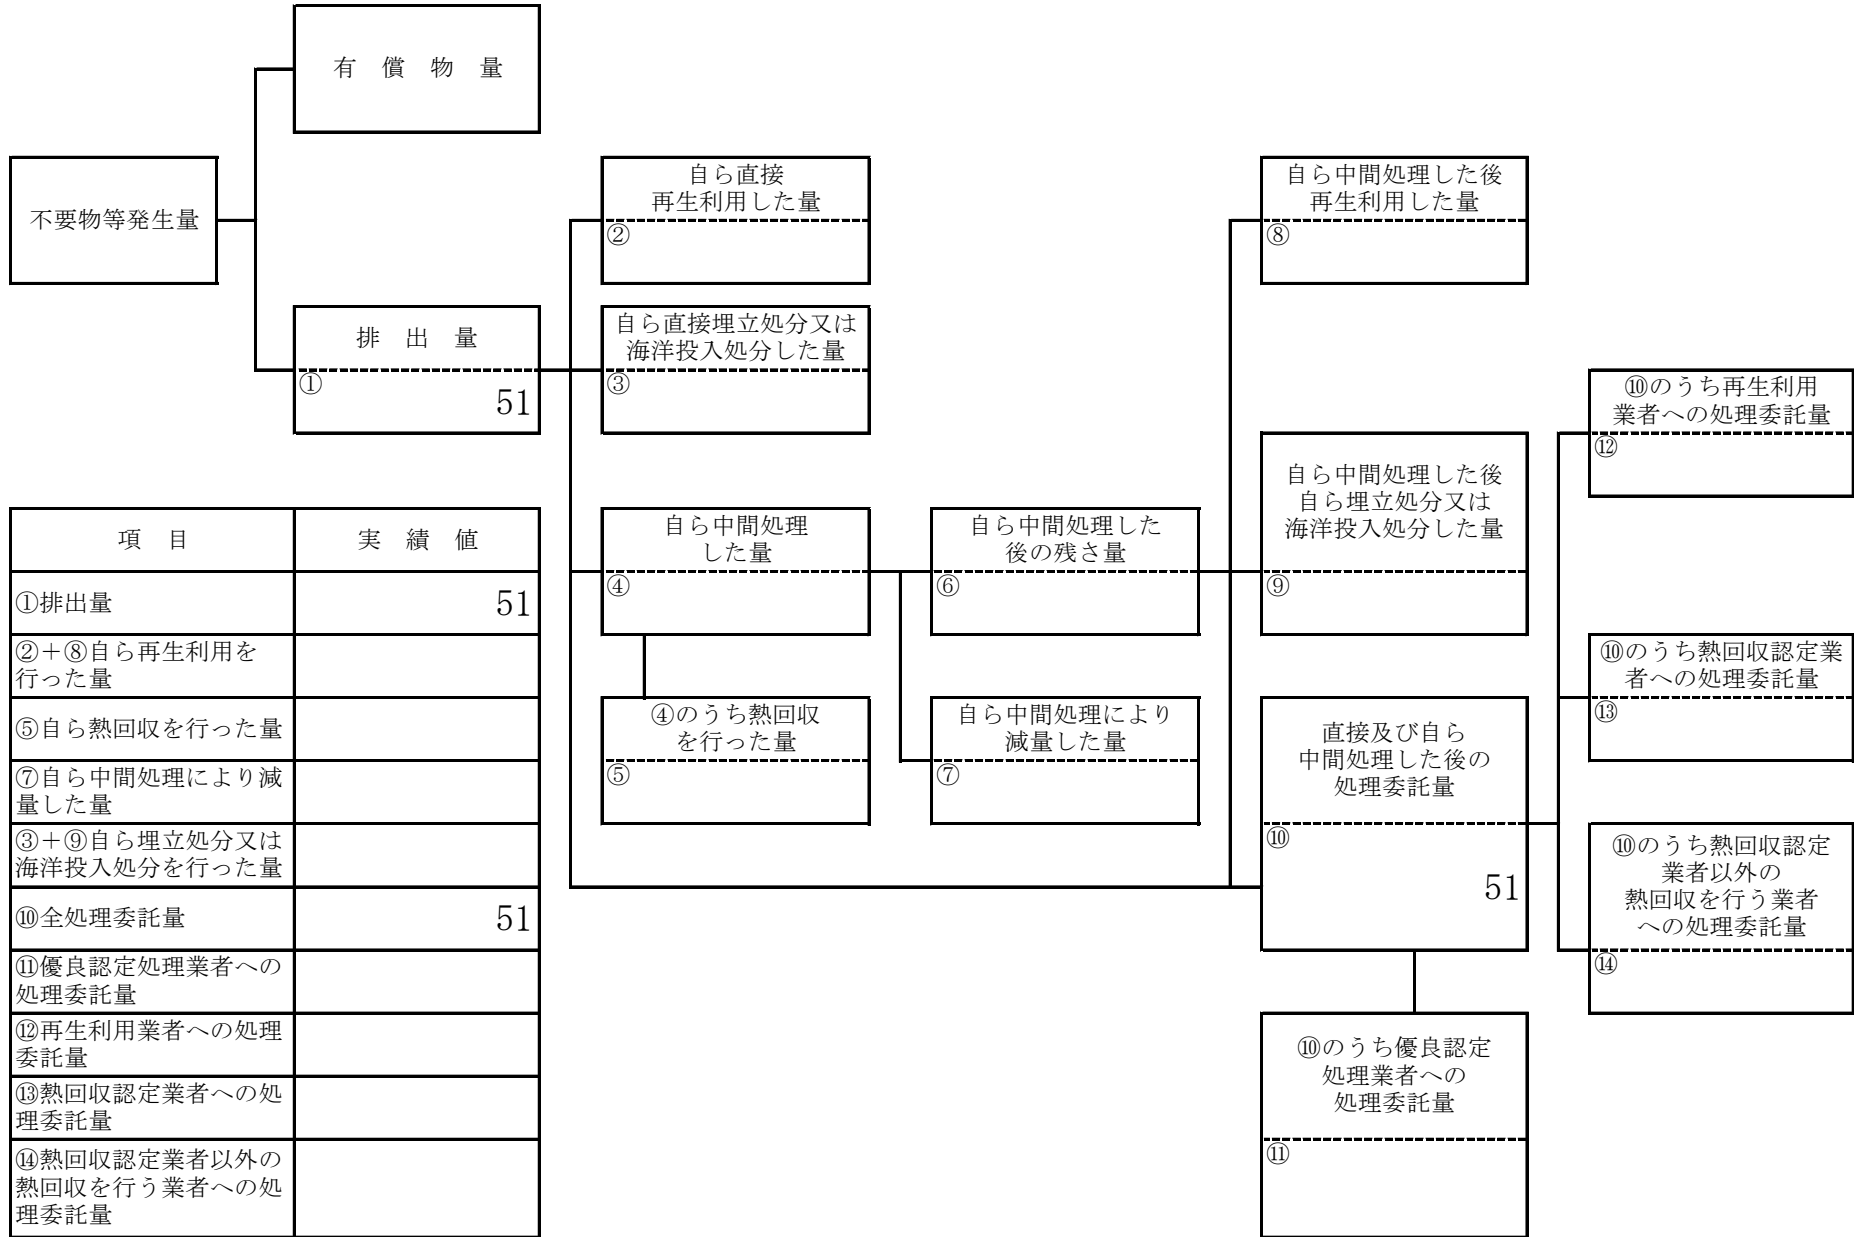 有　償　物　量
不要物等発生量
排　出　量
①
51
自ら直接
再生利用した量
②
自ら直接埋立処分又は
海洋投入処分した量
③
自ら中間処理
した量
④
④のうち熱回収
を行った量
⑤
自ら中間処理した
後の残さ量
⑥
自ら中間処理により
減量した量
⑦
自ら中間処理した後
再生利用した量
⑧
自ら中間処理した後
自ら埋立処分又は
海洋投入処分した量
⑨
直接及び自ら
中間処理した後の
処理委託量
⑩
51
⑩のうち優良認定
処理業者への
処理委託量
⑪
⑩のうち再生利用
業者への処理委託量
⑫
⑩のうち熱回収認定業
者への処理委託量
⑬
⑩のうち熱回収認定
業者以外の
熱回収を行う業者
への処理委託量
⑭
項　目　実　績　値
①排出量　51
②＋⑧自ら再生利用を
行った量
⑤自ら熱回収を行った量
⑦自ら中間処理により減
量した量
③＋⑨自ら埋立処分又は
海洋投入処分を行った量
⑩全処理委託量　51
⑪優良認定処理業者への
処理委託量
⑫再生利用業者への処理
委託量
⑬熱回収認定業者への処
理委託量
⑭熱回収認定業者以外の
熱回収を行う業者への処
理委託量